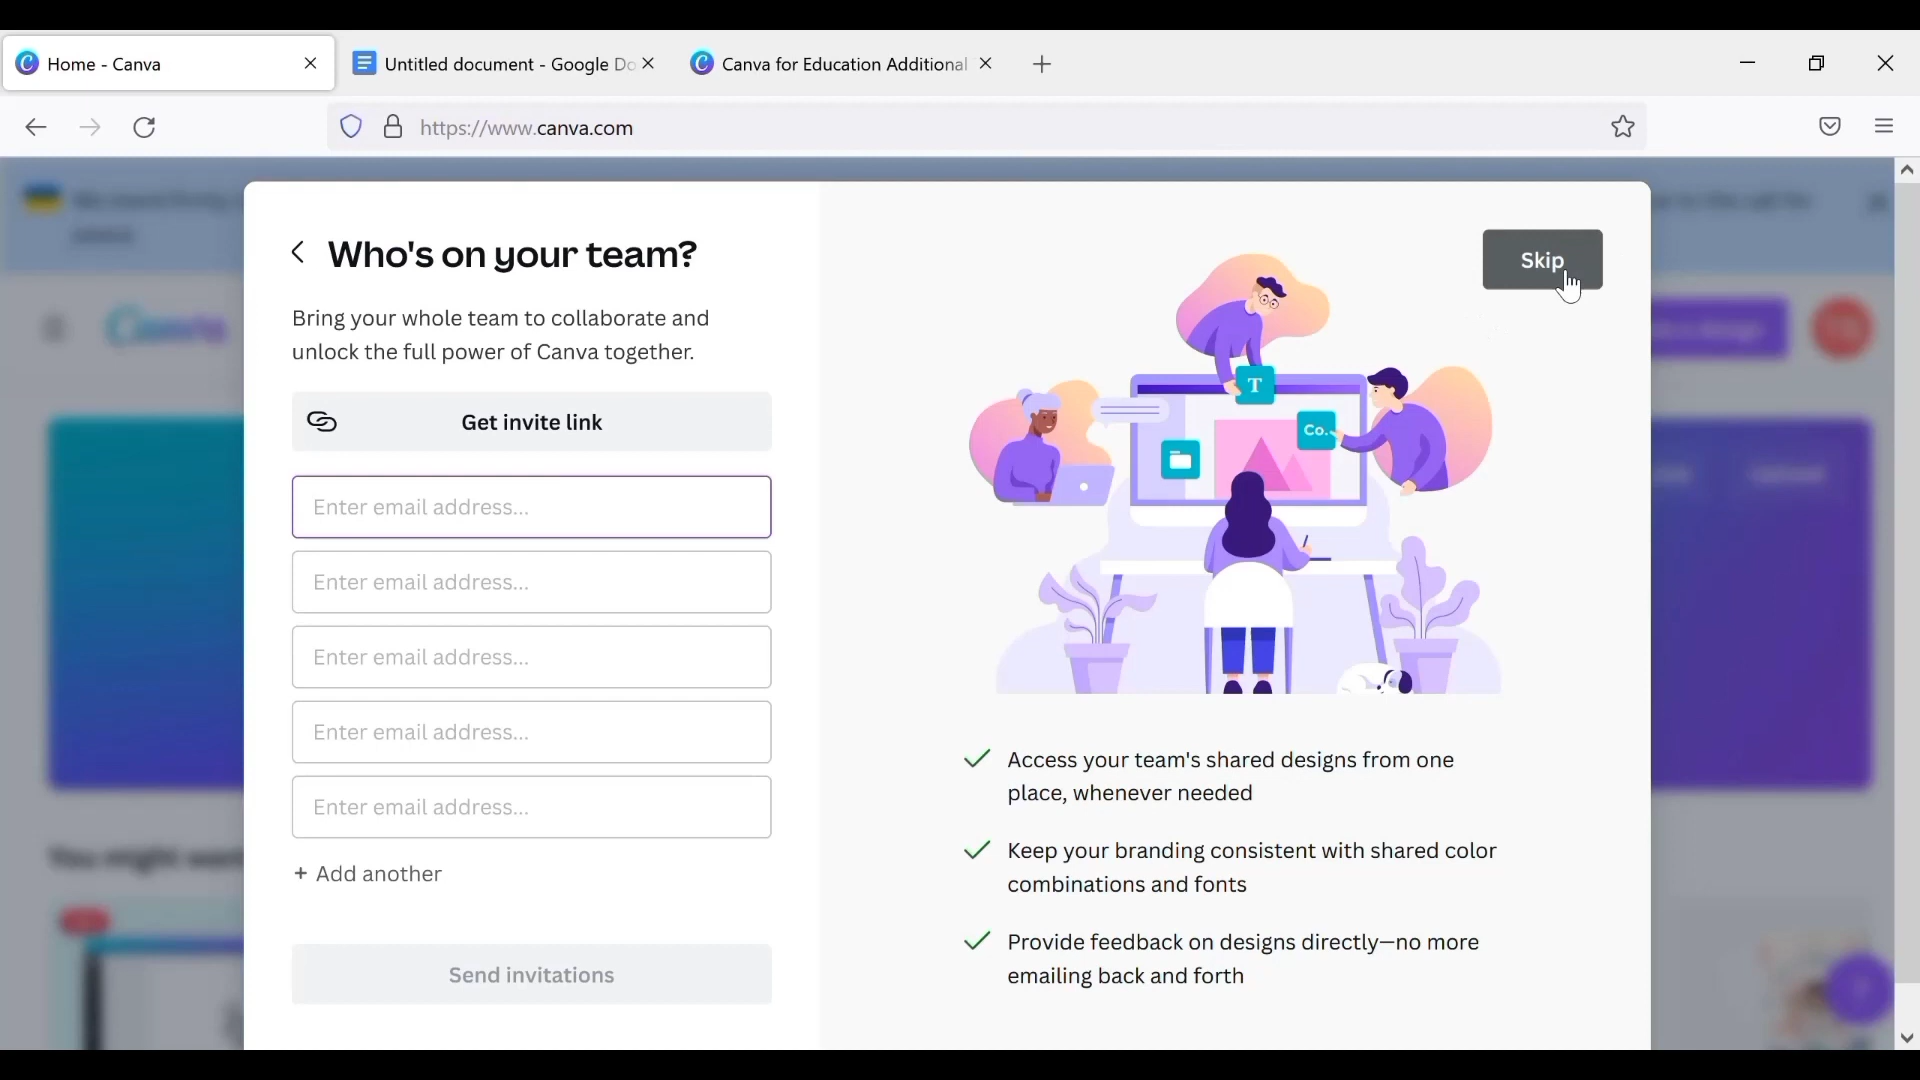 Home - Canva
Untitled document - Google Do
Canva for Education Additional
https://www.canva.com
Who's on your team?
Skip
Bring your whole team to collaborate and
unlock the full power of Canva together.
Get invite link
T
Co.
Enter email address...
Enter email address...
Enter email address...
Enter email address...
Enter email address...
+ Add another
Send invitations
Access your team's shared designs from one
place, whenever needed
Keep your branding consistent with shared color
combinations and fonts
Provide feedback on designs directly—no more
emailing back and forth
Canva
You might want